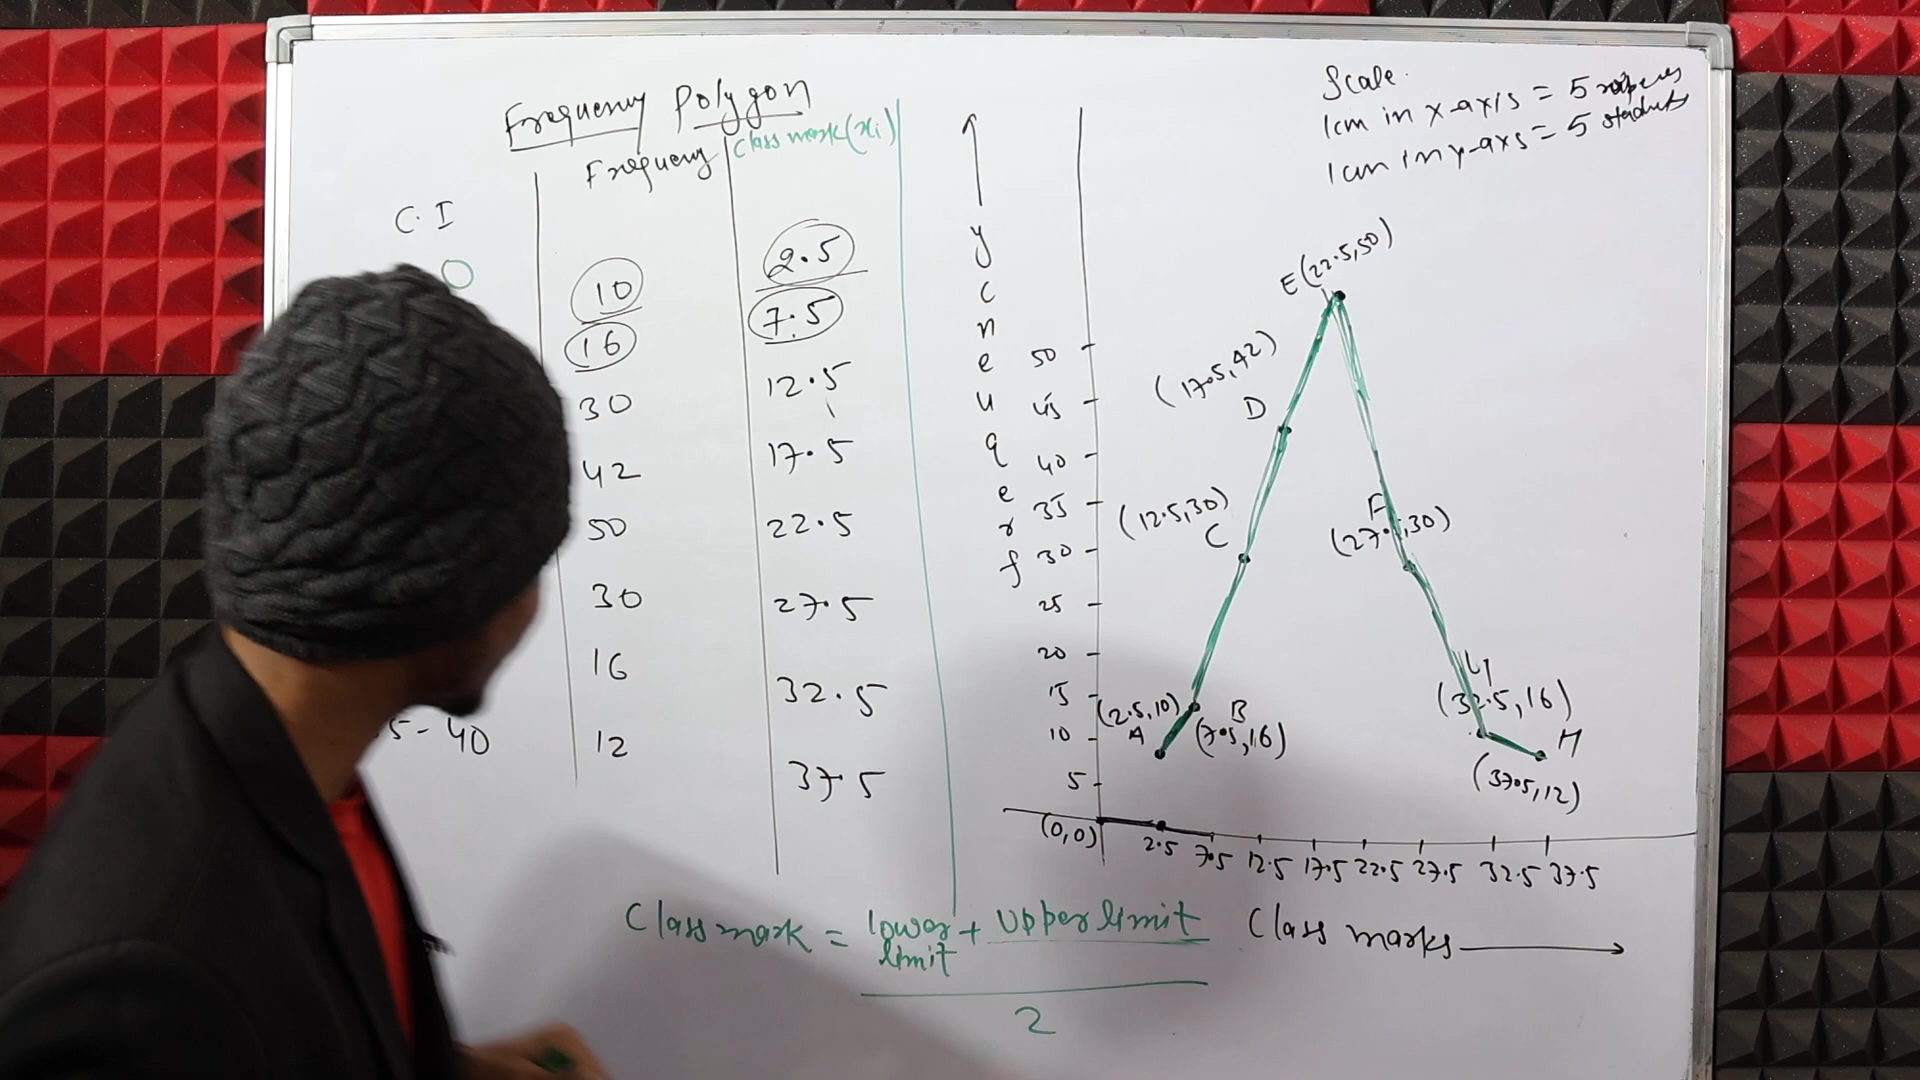 Frequency Polygon
C.I
Frequency
Class mark (xi)
0
10
2.5
16
7.5
30
12.5
42
17.5
50
22.5
30
27.5
16
32.5
5-40
12
37.5
Class mark = lower limit + Upper limit
2
Scale.
1cm in x-axis = 5 rupees
1cm in y-axs = 5 students
y c n e u q e r f
50
45
40
35
30
25
20
15
10
5
(0,0)
2.5 7.5 12.5 17.5 22.5 27.5 32.5 37.5
Class marks
E (22.5,50)
(17.5,42)
D
(12.5,30)
C
F
(27.5,30)
(2.5,10)
A
B
(7.5,16)
(32.5,16)
H
(37.5,12)